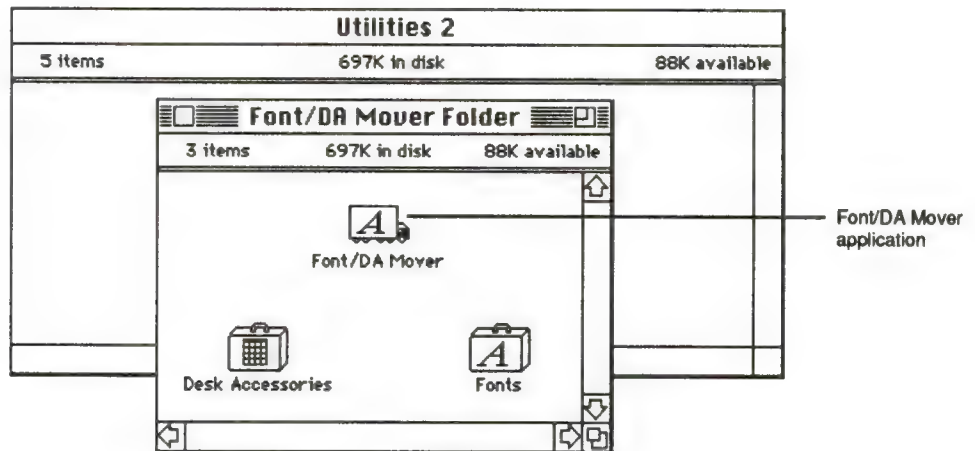 Utilities 2
5 items 697K in disk 88K available
Font/DA Mover Folder
3 items 697K in disk 88K available
A
Font/DA Mover
Font/DA Mover
application
A
Desk Accessories Fonts